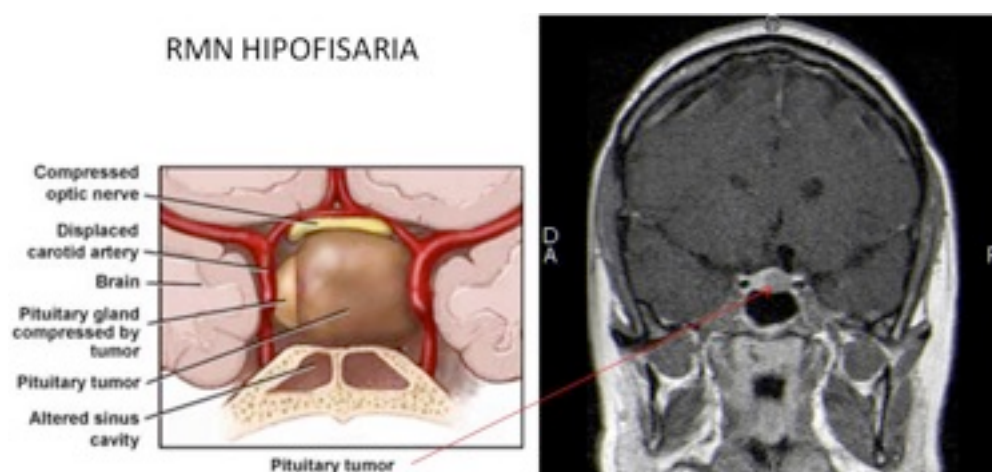 RMN HIPOFISARIA
Compressed
optic nerve
Displaced
carotid artery
Brain
Pituitary gland
compressed by
tumor
Pituitary tumor
Altered sinus
cavity
Pituitary tumor
D
A